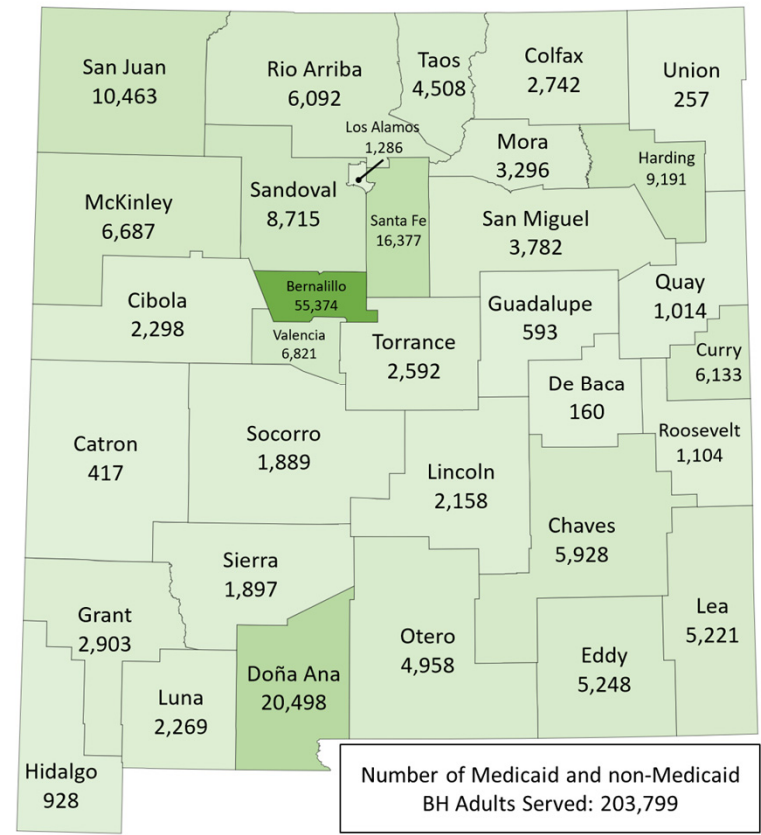 San Juan
10,463
Rio Arriba
6,092
Taos
4,508
Colfax
2,742
Union
257
Los Alamos
1,286
Mora
3,296
Harding
9,191
McKinley
6,687
Sandoval
8,715
Santa Fe
16,377
San Miguel
3,782
Cibola
2,298
Bernalillo
55,374
Valencia
6,821
Torrance
2,592
Guadalupe
593
Quay
1,014
Curry
6,133
De Baca
160
Roosevelt
1,104
Catron
417
Socorro
1,889
Lincoln
2,158
Chaves
5,928
Sierra
1,897
Grant
2,903
Otero
4,958
Lea
5,221
Eddy
5,248
Doña Ana
20,498
Luna
2,269
Hidalgo
928
Number of Medicaid and non-Medicaid
BH Adults Served: 203,799